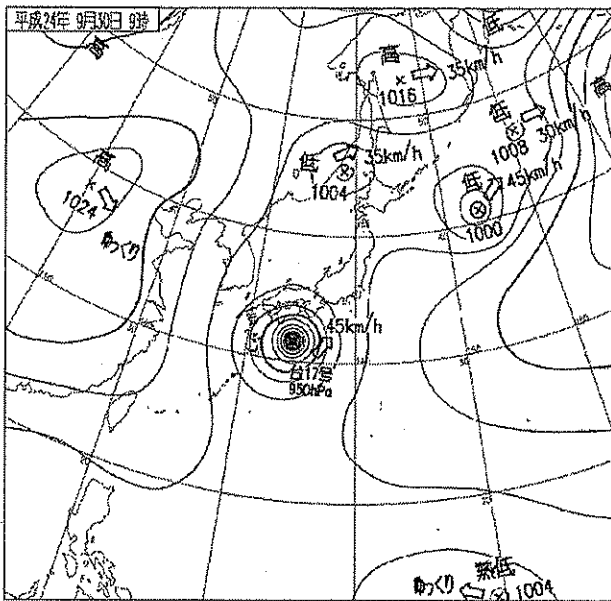 平成24年 9月30日 9時
高
高
1016
35km/h
低
高
低
1008
30km/h
低
1004
35km/h
高
1024
ゆっくり
低
1000
45km/h
45km/h
台17号
950hPa
熱低
ゆっくり
1004